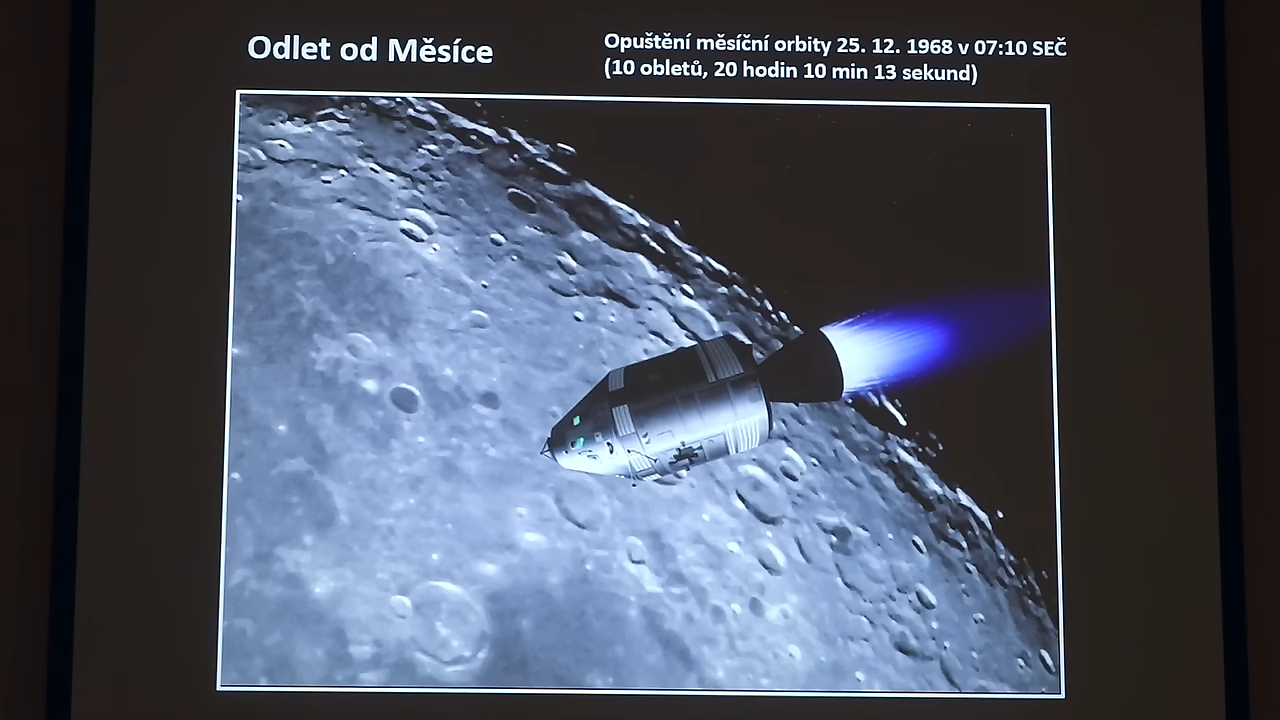 Odlet od Měsíce
Opuštění měsíční orbity 25. 12. 1968 v 07:10 SEČ
(10 obletů, 20 hodin 10 min 13 sekund)